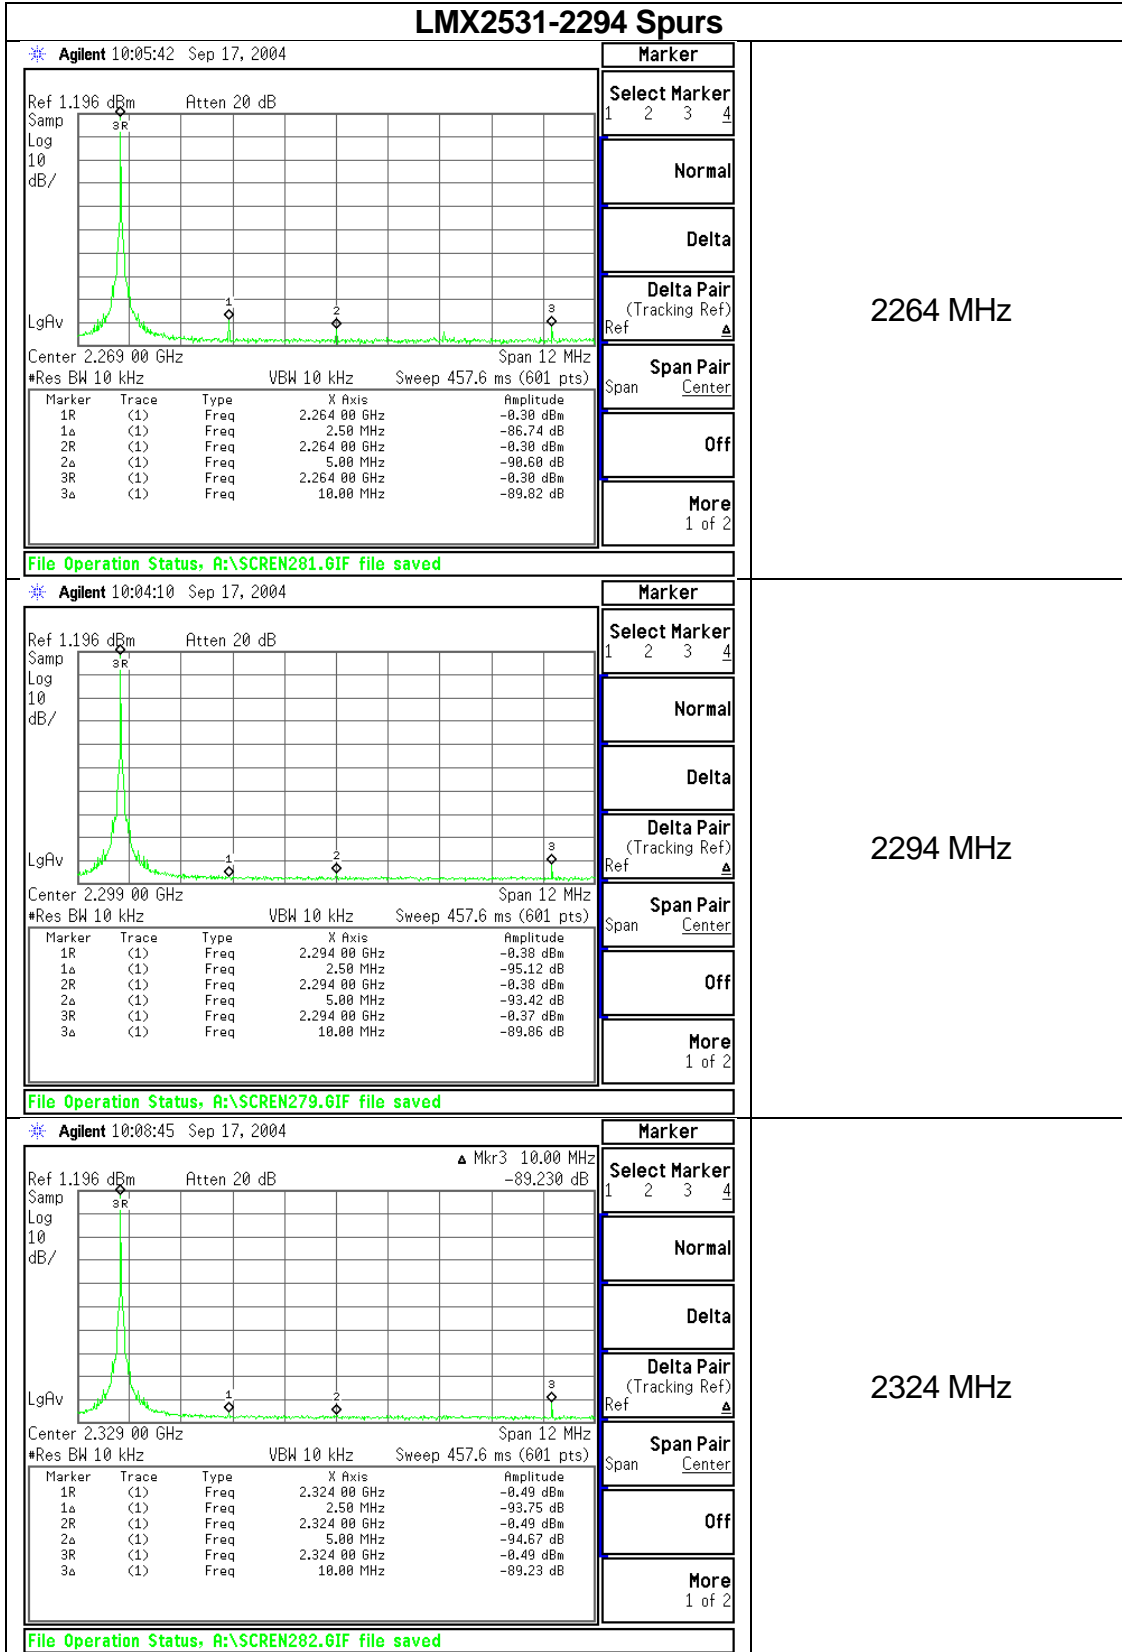 LMX2531-2294 Spurs
Agilent 10:05:42 Sep 17, 2004
Marker
Ref 1.196 dBm Atten 20 dB
Samp
Log
10
dB/
3R
1
2
3
LgAv
Center 2.269 00 GHz Span 12 MHz
#Res BW 10 kHz VBW 10 kHz Sweep 457.6 ms (601 pts)
Marker Trace Type X Axis Amplitude
1R (1) Freq 2.264 00 GHz -0.30 dBm
1Δ (1) Freq 2.50 MHz -86.74 dB
2R (1) Freq 2.264 00 GHz -0.30 dBm
2Δ (1) Freq 5.00 MHz -90.60 dB
3R (1) Freq 2.264 00 GHz -0.30 dBm
3Δ (1) Freq 10.00 MHz -89.82 dB
File Operation Status, A:\SCREN281.GIF file saved
Select Marker
1 2 3 4
Normal
Delta
Delta Pair
(Tracking Ref)
Ref Δ
Span Pair
Span Center
Off
More
1 of 2
2264 MHz
Agilent 10:04:10 Sep 17, 2004
Marker
Ref 1.196 dBm Atten 20 dB
Samp
Log
10
dB/
3R
1
2
3
LgAv
Center 2.299 00 GHz Span 12 MHz
#Res BW 10 kHz VBW 10 kHz Sweep 457.6 ms (601 pts)
Marker Trace Type X Axis Amplitude
1R (1) Freq 2.294 00 GHz -0.38 dBm
1Δ (1) Freq 2.50 MHz -95.12 dB
2R (1) Freq 2.294 00 GHz -0.38 dBm
2Δ (1) Freq 5.00 MHz -93.42 dB
3R (1) Freq 2.294 00 GHz -0.37 dBm
3Δ (1) Freq 10.00 MHz -89.86 dB
File Operation Status, A:\SCREN279.GIF file saved
Select Marker
1 2 3 4
Normal
Delta
Delta Pair
(Tracking Ref)
Ref Δ
Span Pair
Span Center
Off
More
1 of 2
2294 MHz
Agilent 10:08:45 Sep 17, 2004
Marker
Δ Mkr3 10.00 MHz
Ref 1.196 dBm Atten 20 dB -89.230 dB
Samp
Log
10
dB/
3R
1
2
3
LgAv
Center 2.329 00 GHz Span 12 MHz
#Res BW 10 kHz VBW 10 kHz Sweep 457.6 ms (601 pts)
Marker Trace Type X Axis Amplitude
1R (1) Freq 2.324 00 GHz -0.49 dBm
1Δ (1) Freq 2.50 MHz -93.75 dB
2R (1) Freq 2.324 00 GHz -0.49 dBm
2Δ (1) Freq 5.00 MHz -94.67 dB
3R (1) Freq 2.324 00 GHz -0.49 dBm
3Δ (1) Freq 10.00 MHz -89.23 dB
File Operation Status, A:\SCREN282.GIF file saved
Select Marker
1 2 3 4
Normal
Delta
Delta Pair
(Tracking Ref)
Ref Δ
Span Pair
Span Center
Off
More
1 of 2
2324 MHz